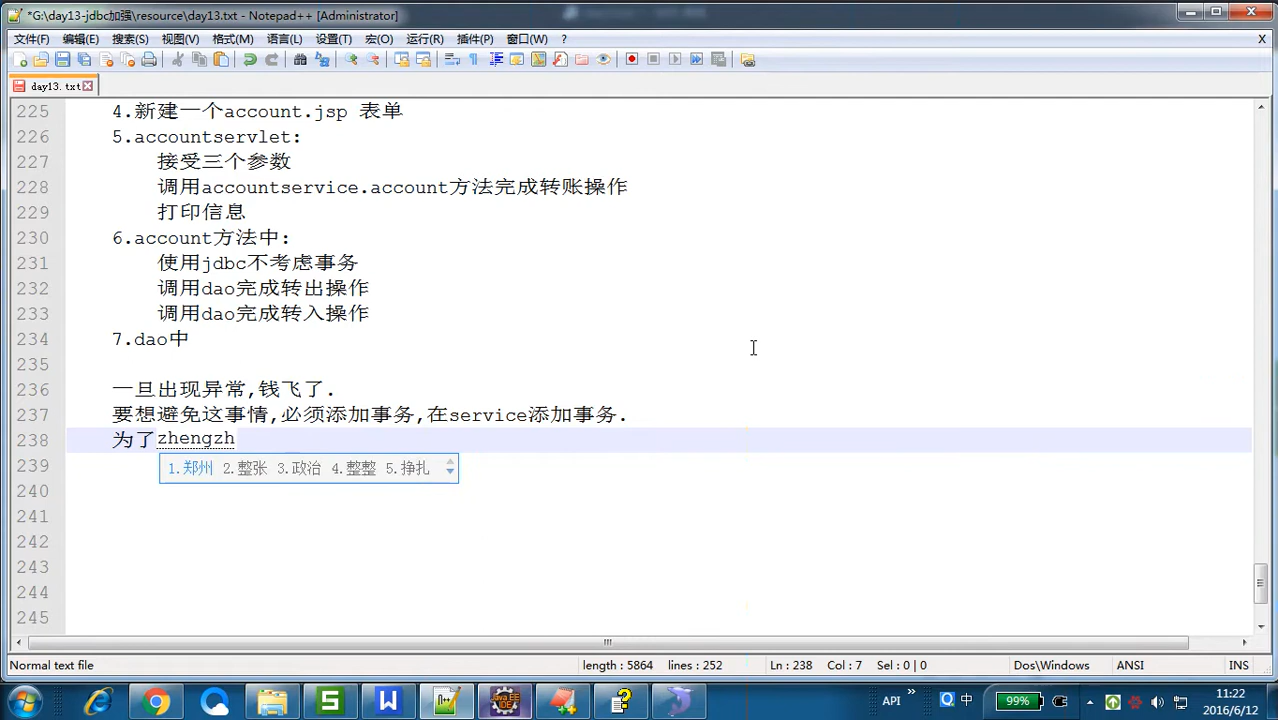 *G:\day13-jdbc加强\resource\day13.txt - Notepad++ [Administrator]
文件(F) 编辑(E) 搜索(S) 视图(V) 格式(M) 语言(L) 设置(T) 宏(O) 运行(R) 插件(P) 窗口(W) ? X
day13.txt
225 4.新建一个account.jsp 表单
226 5.accountservlet:
227 接受三个参数
228 调用accountservice.account方法完成转账操作
229 打印信息
230 6.account方法中:
231 使用jdbc不考虑事务
232 调用dao完成转出操作
233 调用dao完成转入操作
234 7.dao中
235
236 一旦出现异常,钱飞了.
237 要想避免这事情,必须添加事务,在service添加事务.
238 为了zhengzh
239 1.郑州 2.整张 3.政治 4.整整 5.挣扎
240
241
242
243
244
245
Normal text file length : 5864 lines : 252 Ln : 238 Col : 7 Sel : 0 | 0 Dos\Windows ANSI INS
API 中 99% 11:22
2016/6/12